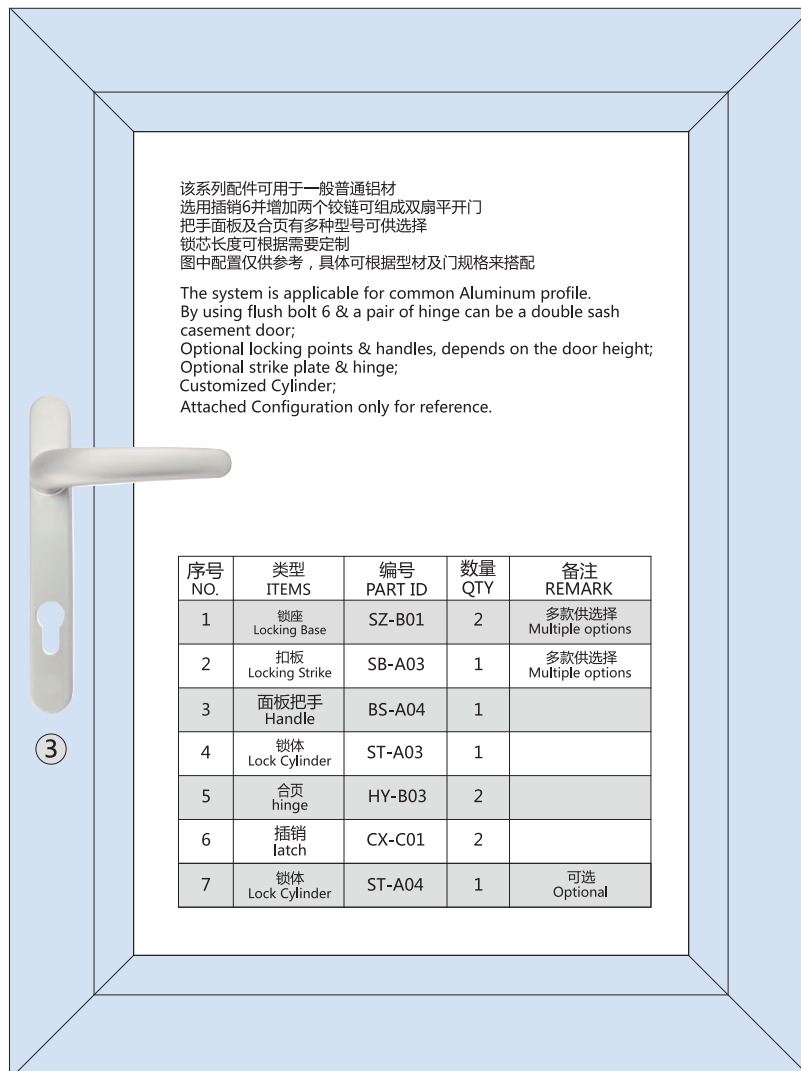 该系列配件可用于一般普通铝材
选用插销6并增加两个铰链可组成双扇平开门
把手面板及合页有多种型号可供选择
锁芯长度可根据需要定制
图中配置仅供参考，具体可根据型材及门规格来搭配
The system is applicable for common Aluminum profile.
By using flush bolt 6 & a pair of hinge can be a double sash
casement door;
Optional locking points & handles, depends on the door height;
Optional strike plate & hinge;
Customized Cylinder;
Attached Configuration only for reference.
序号 类型 编号 数量 备注
NO. ITEMS PART ID QTY REMARK
1 锁座 Locking Base SZ-B01 2 多款供选择 Multiple options
2 扣板 Locking Strike SB-A03 1 多款供选择 Multiple options
3 面板把手 Handle BS-A04 1
4 锁体 Lock Cylinder ST-A03 1
5 合页 hinge HY-B03 2
6 插销 latch CX-C01 2
7 锁体 Lock Cylinder ST-A04 1 可选 Optional
3